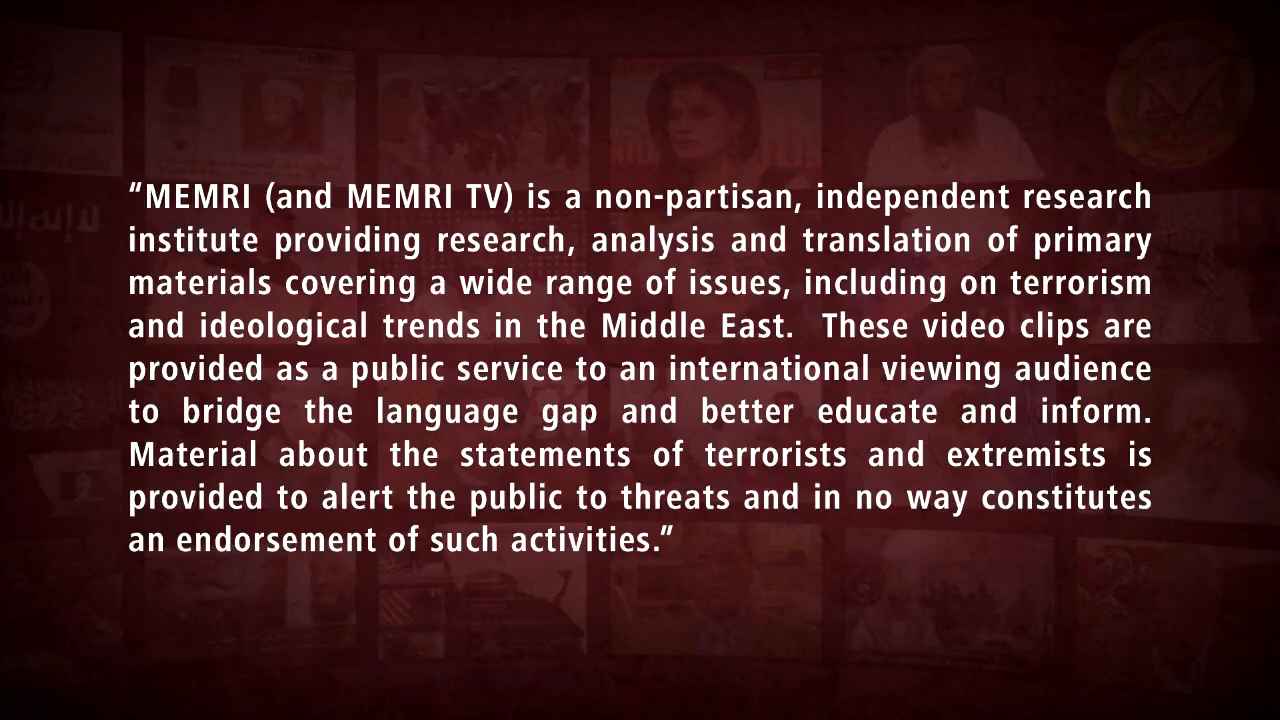 “MEMRI (and MEMRI TV) is a non-partisan, independent research
institute providing research, analysis and translation of primary
materials covering a wide range of issues, including on terrorism
and ideological trends in the Middle East.  These video clips are
provided as a public service to an international viewing audience
to bridge the language gap and better educate and inform.
Material about the statements of terrorists and extremists is
provided to alert the public to threats and in no way constitutes
an endorsement of such activities.”